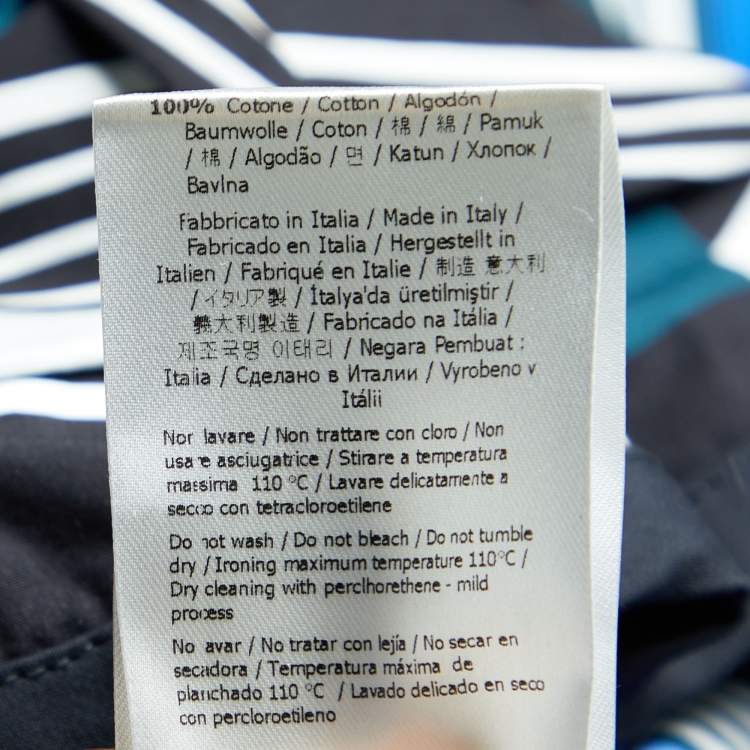 100% Cotone / Cotton / Algodón /
Baumwolle / Coton / 棉 / 綿 / Pamuk
/ 棉 / Algodão / 면 / Katun / Хлопок /
Bavlna
Fabbricato in Italia / Made in Italy /
Fabricado en Italia / Hergestellt in
Italien / Fabriqué en Italie / 制造 意大利
/ イタリア製 / İtalya'da üretilmiştir /
義大利製造 / Fabricado na Itália /
제조국명 이태리 / Negara Pembuat :
Italia / Сделано в Италии / Vyrobeno v
Itálii
Non lavare / Non trattare con cloro / Non
usare asciugatrice / Stirare a temperatura
massima 110 °C / Lavare delicatamente a
secco con tetracloroetilene
Do not wash / Do not bleach / Do not tumble
dry / Ironing maximum temperature 110°C /
Dry cleaning with perclhorethene - mild
process
No lavar / No tratar con lejía / No secar en
secadora / Temperatura máxima de
planchado 110 °C / Lavado delicado en seco
con percloroetileno